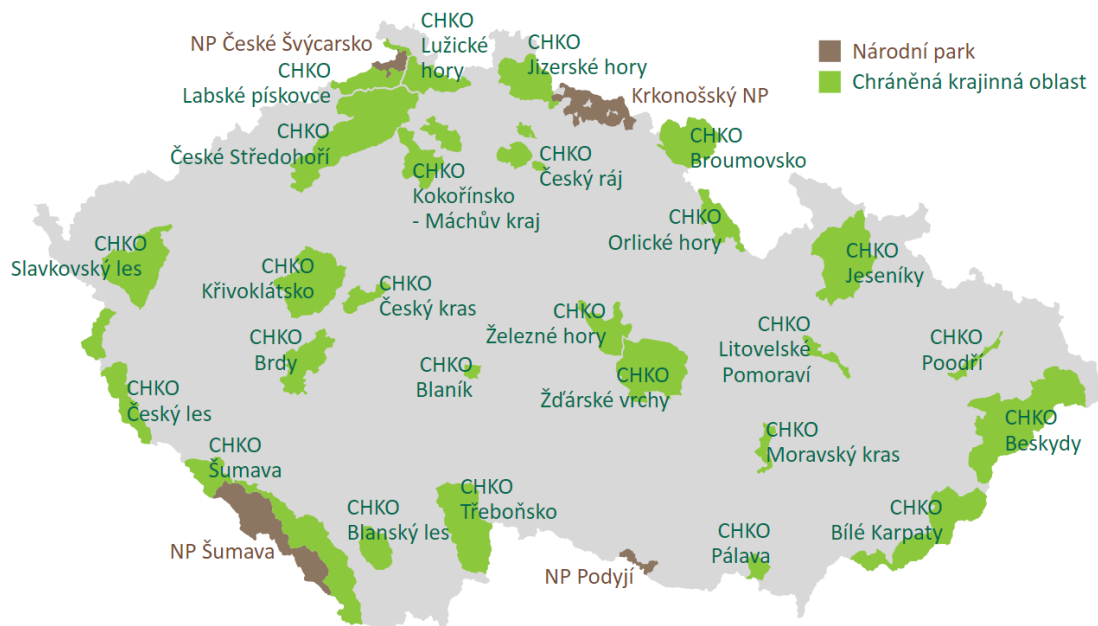 NP České Švýcarsko
CHKO
Lužické
hory
CHKO
Jizerské hory
Národní park
Chráněná krajinná oblast
CHKO
Labské pískovce
Krkonošský NP
CHKO
České Středohoří
CHKO
Kokořínsko
- Máchův kraj
CHKO
Český ráj
CHKO
Broumovsko
CHKO
Orlické hory
CHKO
Slavkovský les
CHKO
Křivoklátsko
CHKO
Český kras
CHKO
Jeseníky
CHKO
Železné hory
CHKO
Litovelské
Pomoraví
CHKO
Poodří
CHKO
Brdy
CHKO
Blaník
CHKO
Žďárské vrchy
CHKO
Český les
CHKO
Moravský kras
CHKO
Beskydy
CHKO
Šumava
CHKO
Třeboňsko
CHKO
Bílé Karpaty
CHKO
Blanský les
NP Šumava
NP Podyjí
CHKO
Pálava